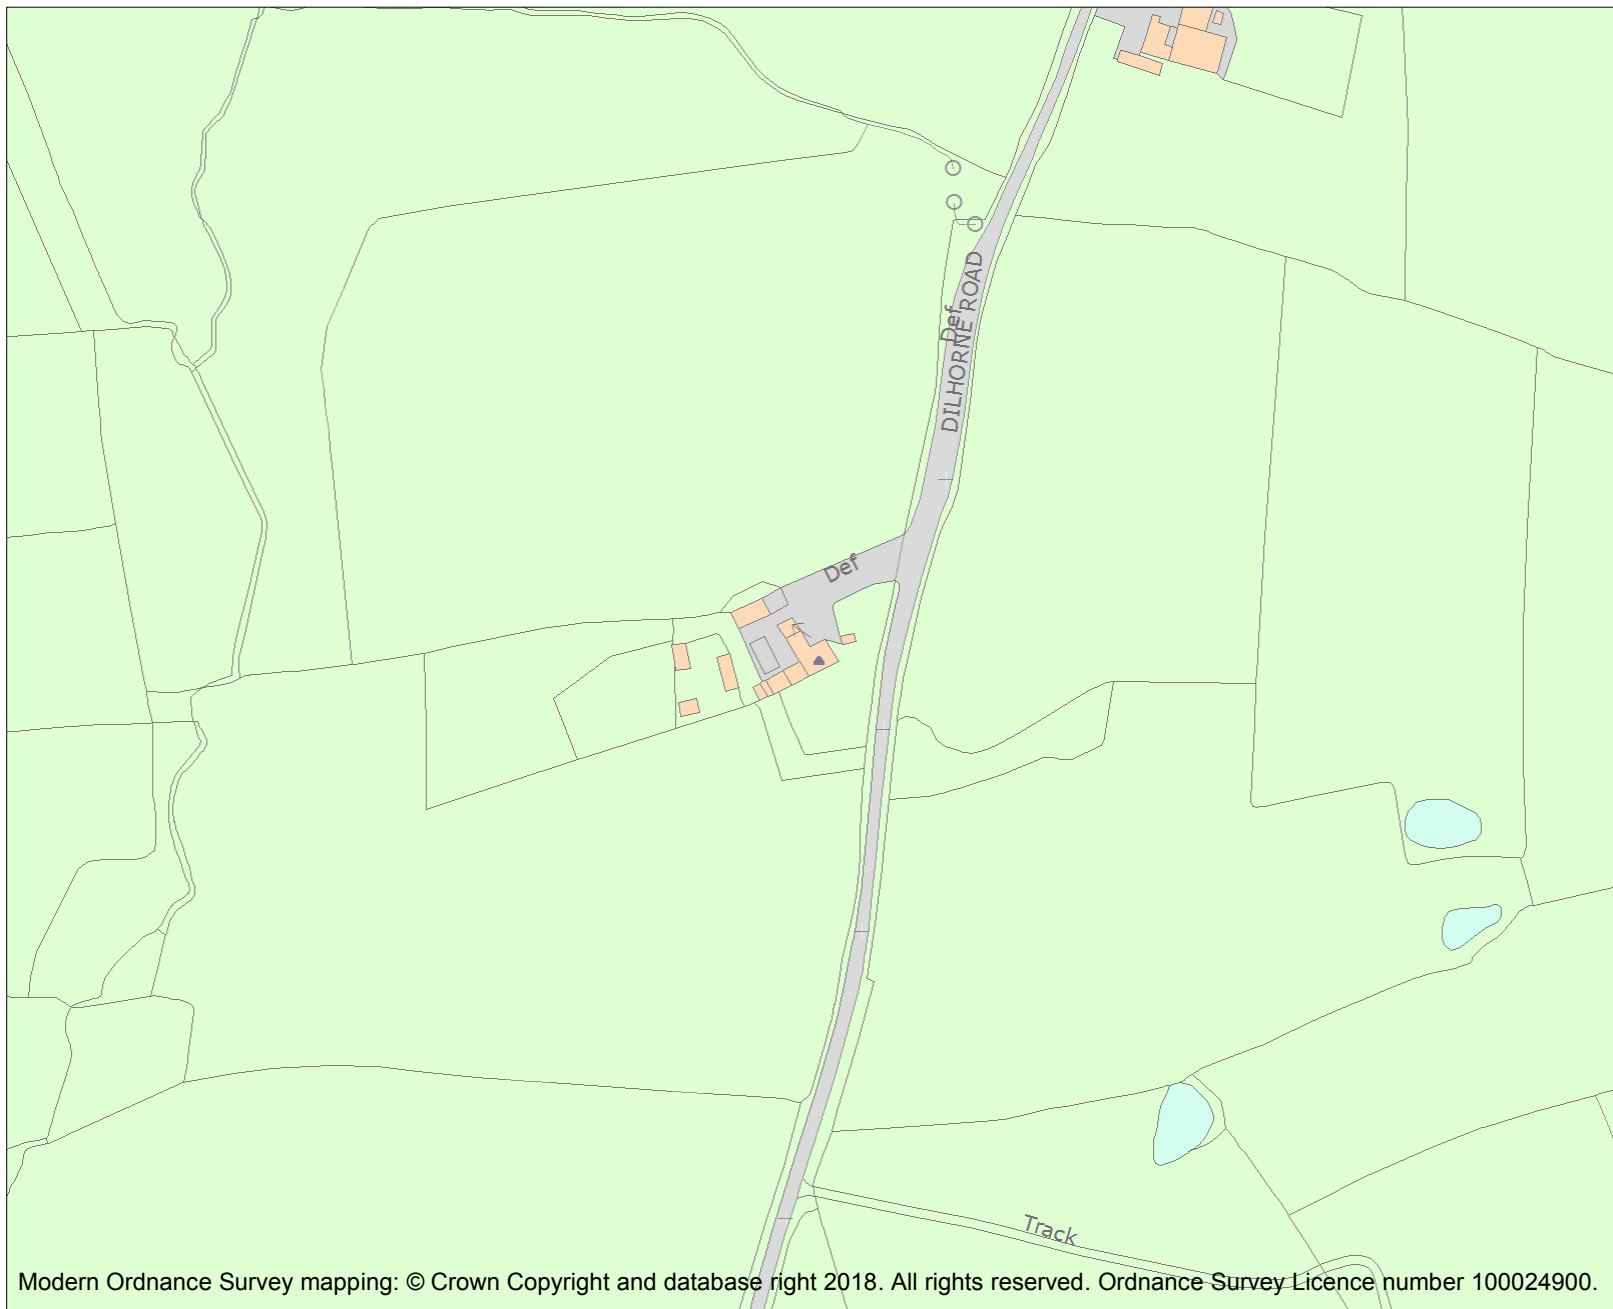 Def
DILHORNE ROAD
Def
Track
Modern Ordnance Survey mapping: © Crown Copyright and database right 2018. All rights reserved. Ordnance Survey Licence number 100024900.